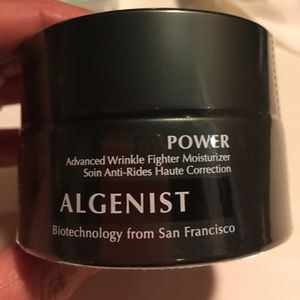 POWER
Advanced Wrinkle Fighter Moisturizer
Soin Anti-Rides Haute Correction
ALGENIST
Biotechnology from San Francisco